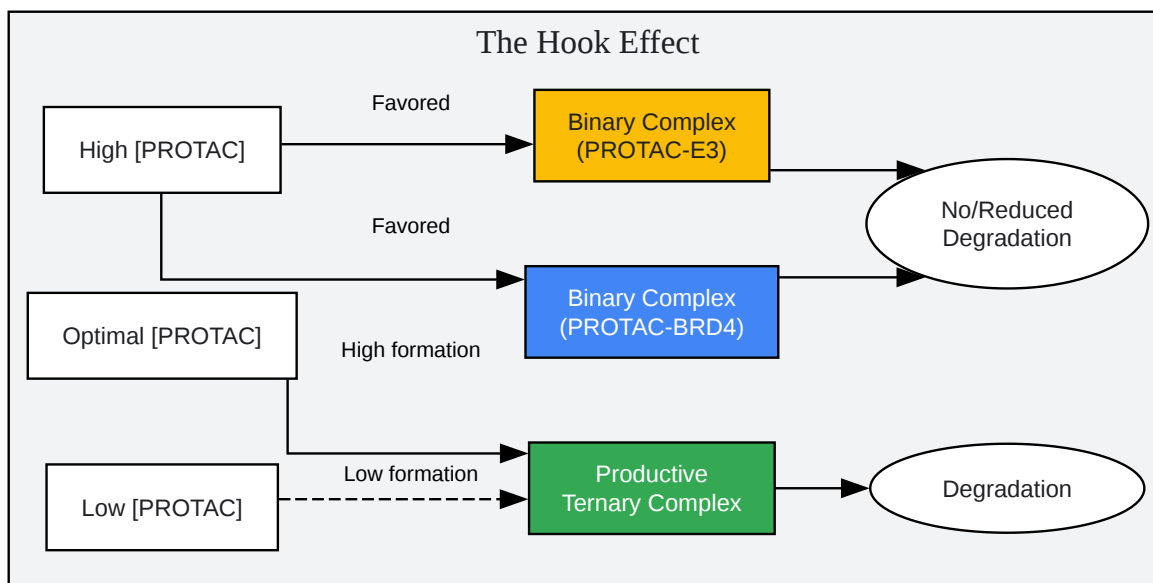 The Hook Effect
High [PROTAC]
Favored
Binary Complex
(PROTAC-E3)
No/Reduced
Degradation
Favored
Binary Complex
(PROTAC-BRD4)
Optimal [PROTAC]
High formation
Low [PROTAC]
Low formation
Productive
Ternary Complex
Degradation